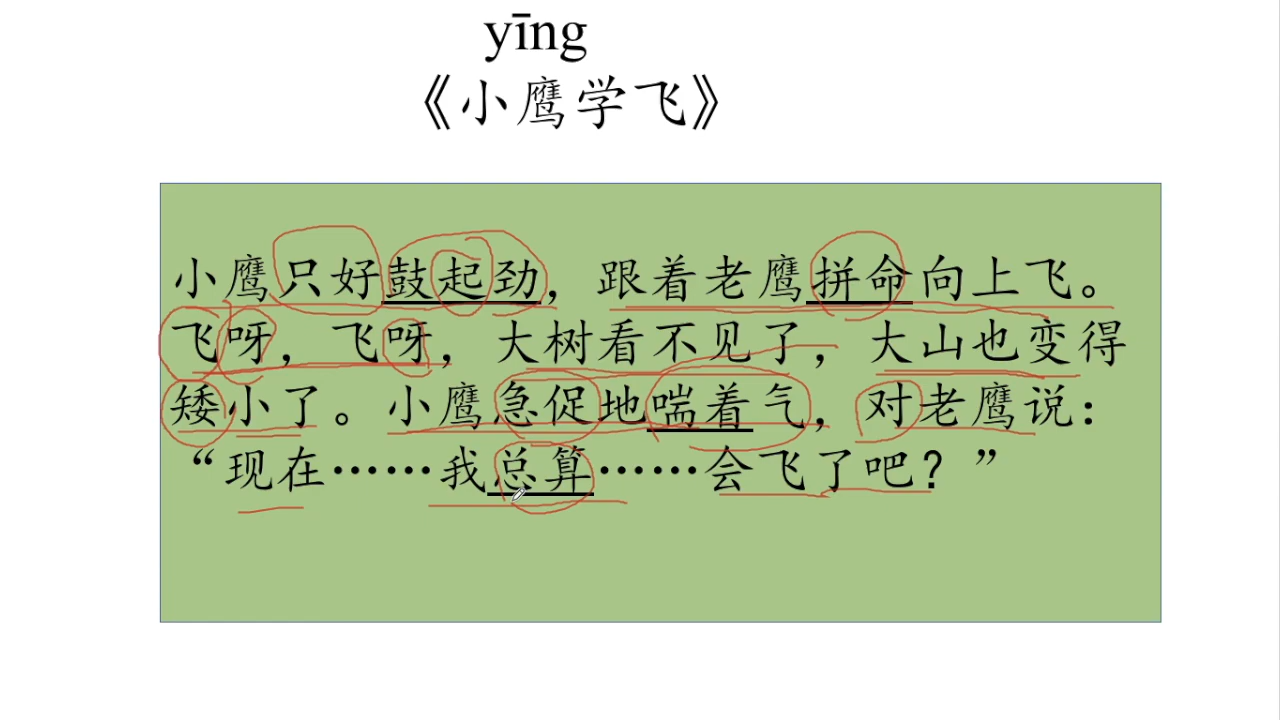 yīng
《小鹰学飞》
小鹰只好鼓起劲，跟着老鹰拼命向上飞。
飞呀，飞呀，大树看不见了，大山也变得
矮小了。小鹰急促地喘着气，对老鹰说：
“现在……我总算……会飞了吧？”